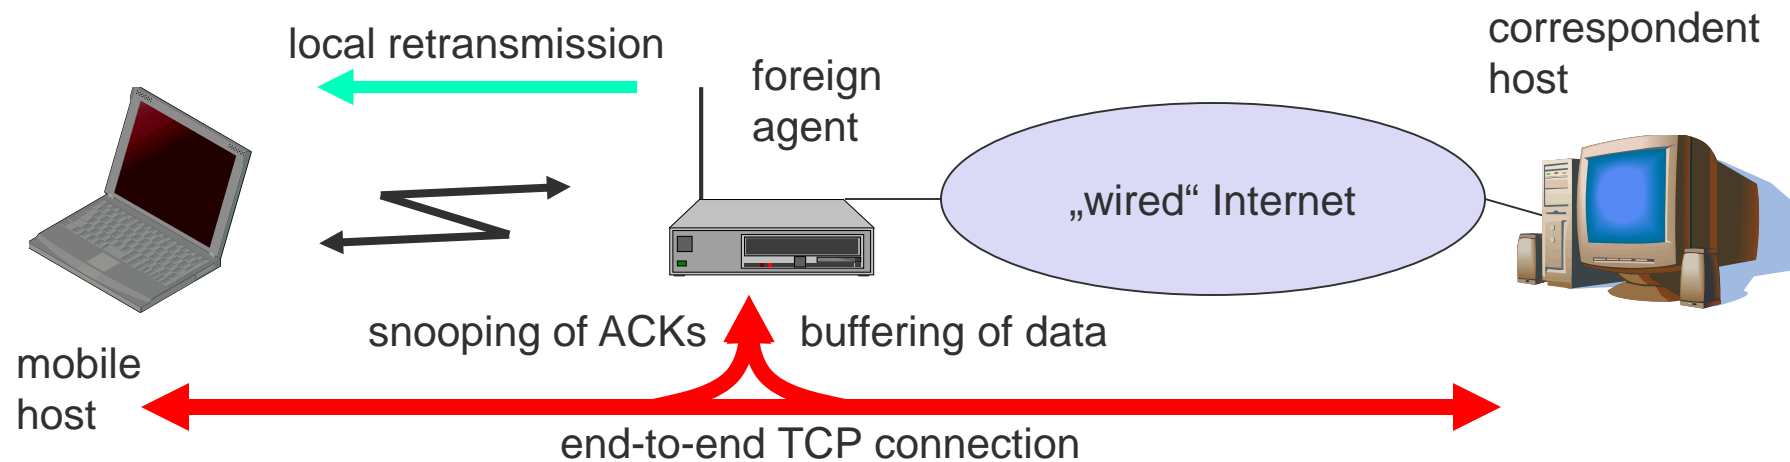 local retransmission
correspondent
host
foreign
agent
„wired“ Internet
snooping of ACKs
buffering of data
mobile
host
end-to-end TCP connection